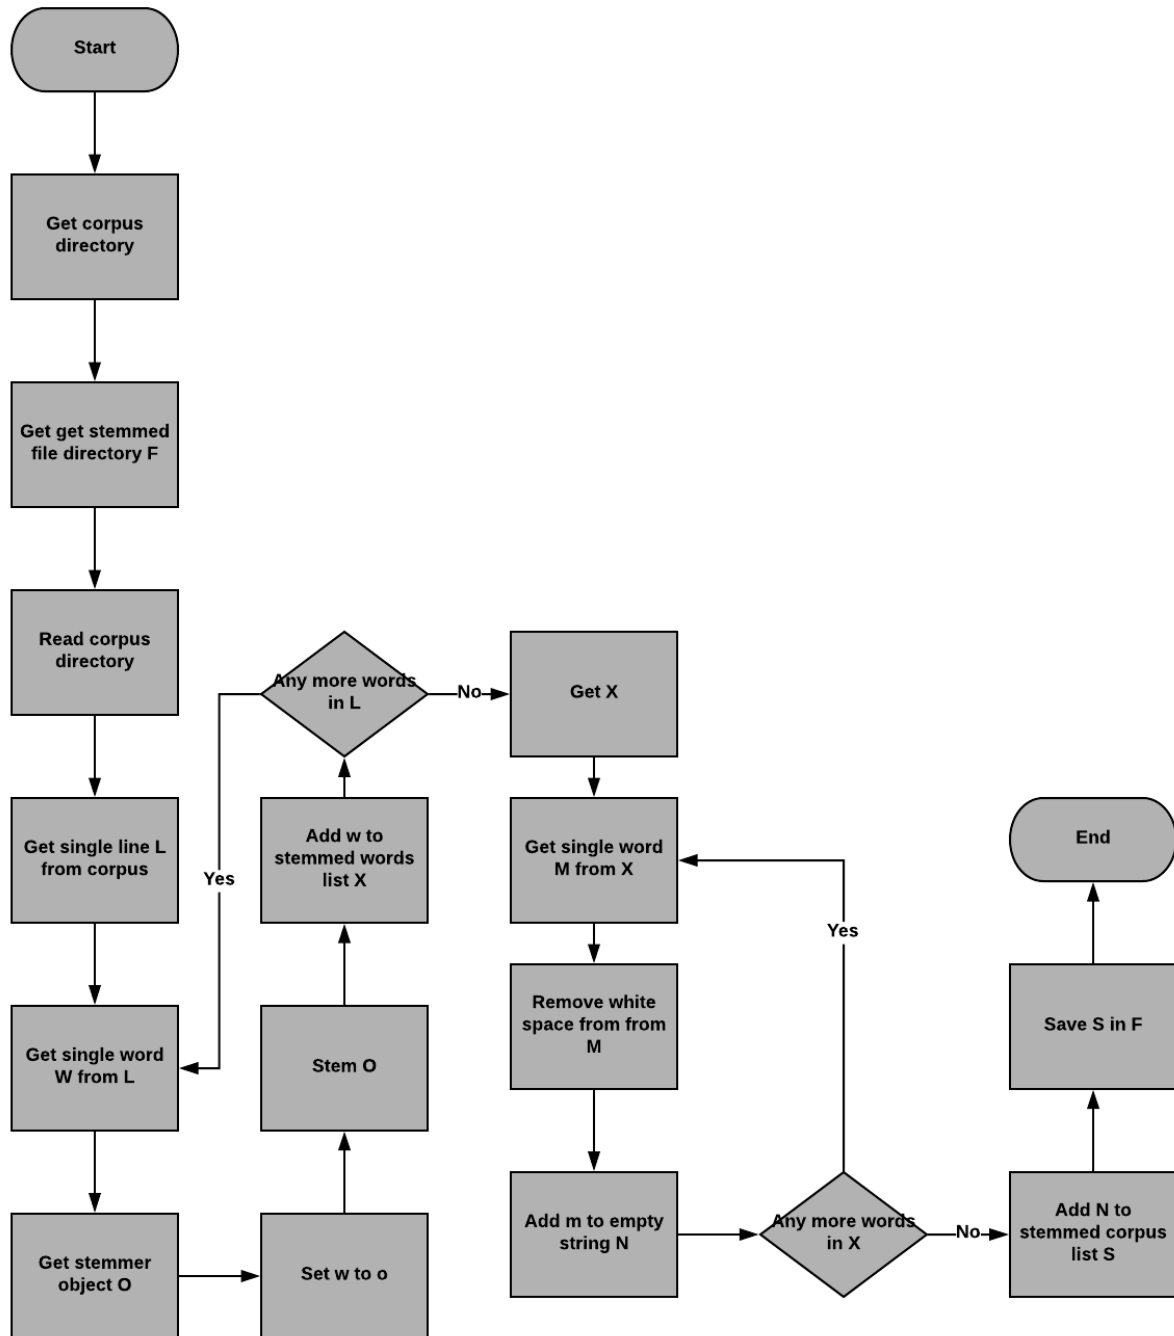 Start
Get corpus
directory
Get get stemmed
file directory F
Read corpus
directory
Get single line L
from corpus
Get single word
W from L
Get stemmer
object O
Set w to o
Stem O
Add w to
stemmed words
list X
Any more words
in L
Yes
No
Get X
Get single word
M from X
Remove white
space from from
M
Add m to empty
string N
Any more words
in X
Yes
No
Add N to
stemmed corpus
list S
Save S in F
End